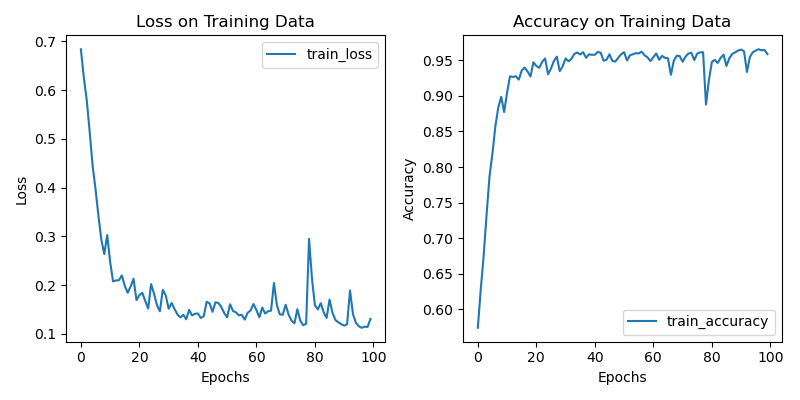 Loss on Training Data
0.7
0.6
0.5
0.4
0.3
0.2
0.1
Loss
train_loss
0 20 40 60 80 100
Epochs
Accuracy on Training Data
0.95
0.90
0.85
0.80
0.75
0.70
0.65
0.60
Accuracy
train_accuracy
0 20 40 60 80 100
Epochs